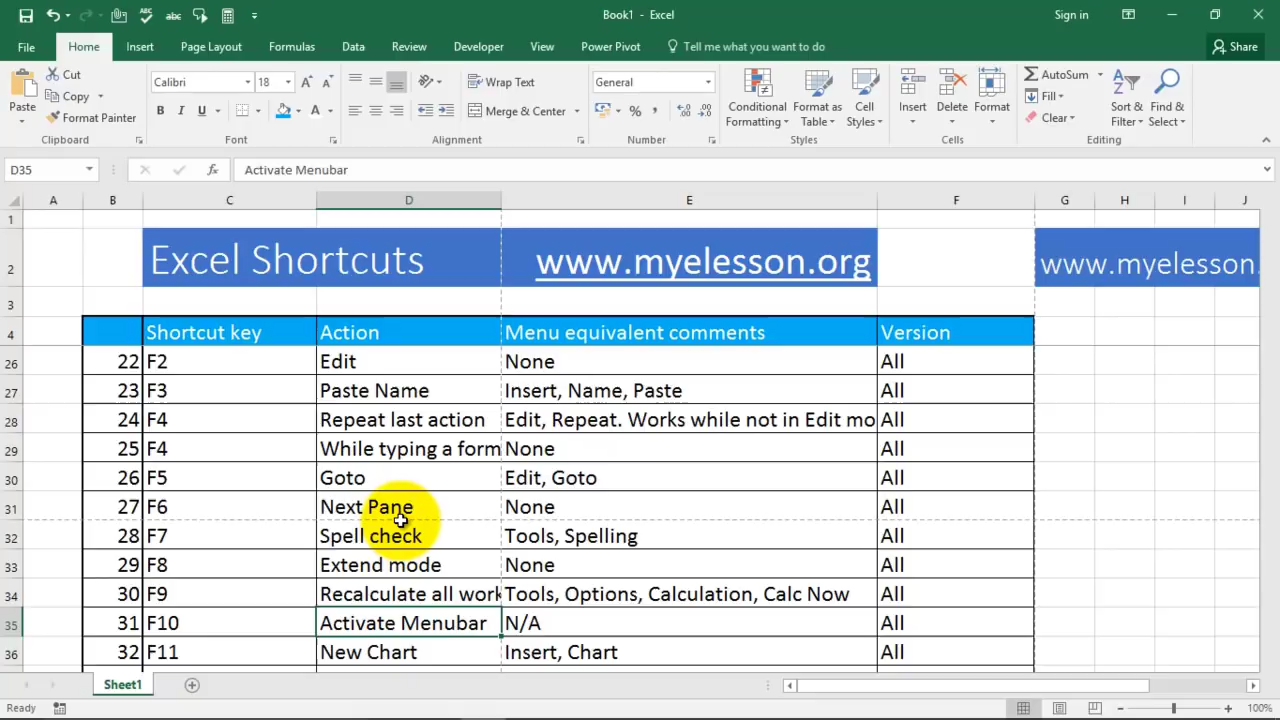 Book1 - Excel
Sign in
File Home Insert Page Layout Formulas Data Review Developer View Power Pivot Tell me what you want to do Share
Paste Cut Copy Format Painter
Calibri 18
B I U
Wrap Text
Merge & Center
General
% ,
Conditional Formatting Format as Table Cell Styles
Insert Delete Format
AutoSum Fill Clear
Sort & Filter Find & Select
Clipboard Font Alignment Number Styles Cells Editing
D35 fx Activate Menubar
A B C D E F G H I J
1
2 Excel Shortcuts www.myelesson.org www.myelesson.
3
4 Shortcut key Action Menu equivalent comments Version
26 22 F2 Edit None All
27 23 F3 Paste Name Insert, Name, Paste All
28 24 F4 Repeat last action Edit, Repeat. Works while not in Edit mo All
29 25 F4 While typing a form None All
30 26 F5 Goto Edit, Goto All
31 27 F6 Next Pane None All
32 28 F7 Spell check Tools, Spelling All
33 29 F8 Extend mode None All
34 30 F9 Recalculate all work Tools, Options, Calculation, Calc Now All
35 31 F10 Activate Menubar N/A All
36 32 F11 New Chart Insert, Chart All
Sheet1
Ready 100%